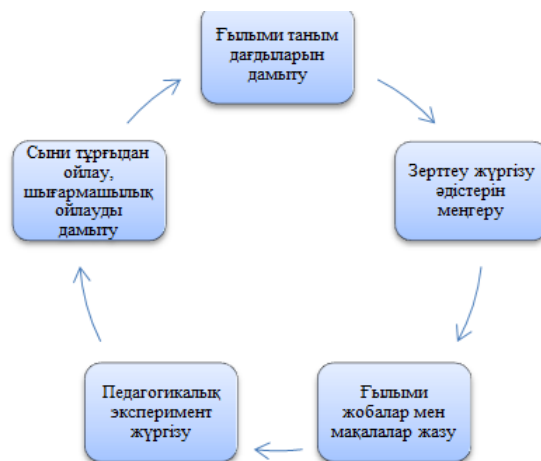 Ғылыми таным
дағдыларын
дамыту
Зерттеу жүргізу
әдістерін
меңгеру
Ғылыми
жобалар мен
мақалалар жазу
Педагогикалық
эксперимент
жүргізу
Сыни тұрғыдан
ойлау,
шығармашылық
ойлауды
дамыту